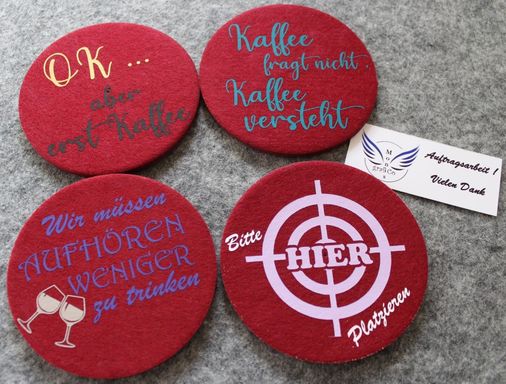 OK ...
aber
erst Kaffee
Kaffee
fragt nicht.
Kaffee
versteht
Auftragsarbeit !
Vielen Dank
Wir müssen
AUFHÖREN
WENIGER
zu trinken
Bitte
HIER
Platzieren